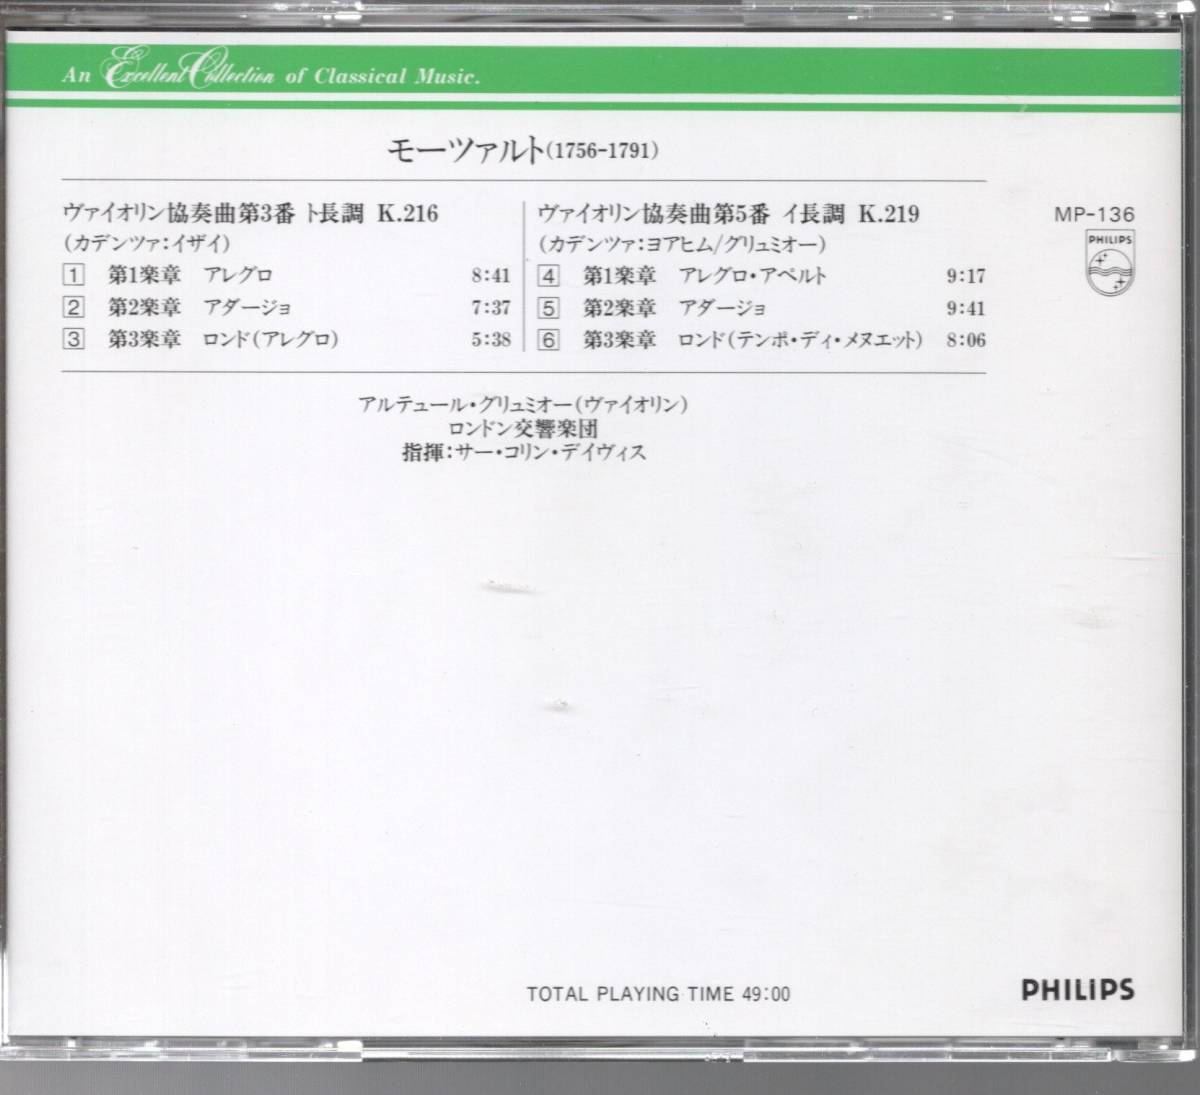 An Excellent Collection of Classical Music.
モーツァルト(1756-1791)
ヴァイオリン協奏曲第3番 ト長調 K.216
(カデンツァ:イザイ)
1 第1楽章 アレグロ 8:41
2 第2楽章 アダージョ 7:37
3 第3楽章 ロンド(アレグロ) 5:38
ヴァイオリン協奏曲第5番 イ長調 K.219
(カデンツァ:ヨアヒム/グリュミオー)
4 第1楽章 アレグロ・アペルト 9:17
5 第2楽章 アダージョ 9:41
6 第3楽章 ロンド(テンポ・ディ・メヌエット) 8:06
MP-136
PHILIPS
アルテュール・グリュミオー(ヴァイオリン)
ロンドン交響楽団
指揮:サー・コリン・デイヴィス
TOTAL PLAYING TIME 49:00
PHILIPS